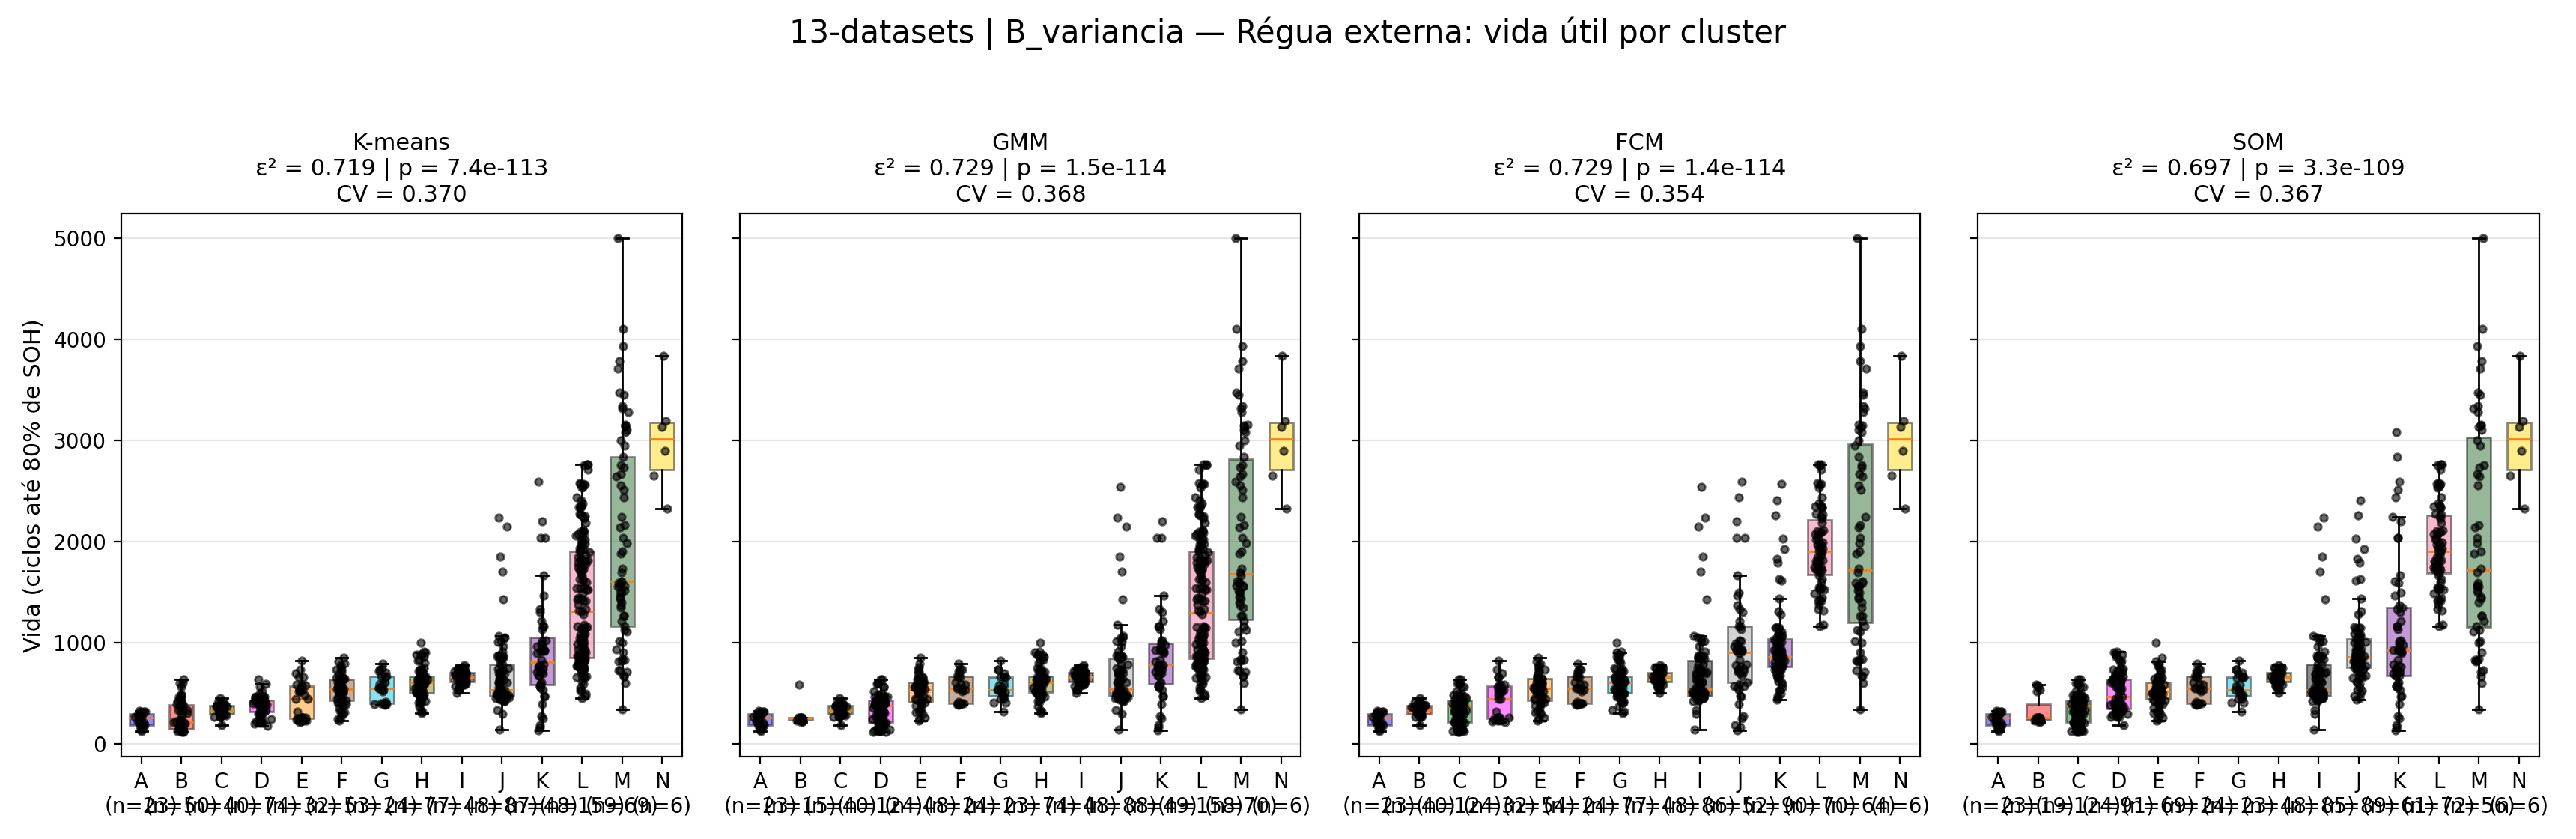 13-datasets | B_variancia — Régua externa: vida útil por cluster
K-means
ε² = 0.719 | p = 7.4e-113
CV = 0.370
GMM
ε² = 0.729 | p = 1.5e-114
CV = 0.368
FCM
ε² = 0.729 | p = 1.4e-114
CV = 0.354
SOM
ε² = 0.697 | p = 3.3e-109
CV = 0.367
Vida (ciclos até 80% de SOH)
5000
4000
3000
2000
1000
0
A B C D E F G H I J K L M N
A B C D E F G H I J K L M N
A B C D E F G H I J K L M N
A B C D E F G H I J K L M N